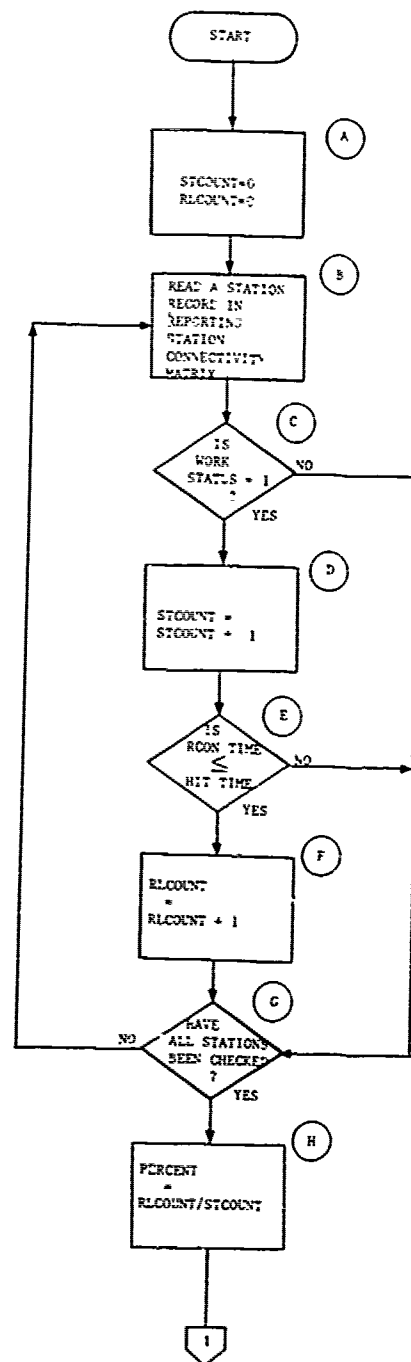 START
A
STCOUNT=0
RLCOUNT=0
B
READ A STATION
RECORD IN
REPORTING
STATION
CONNECTIVITY
MATRIX
C
IS
WORK
STATUS = 1
?
NO
YES
D
STCOUNT =
STCOUNT + 1
E
IS
RCON TIME
≤
HIT TIME
NO
YES
F
RLCOUNT
=
RLCOUNT + 1
G
HAVE
ALL STATIONS
BEEN CHECKED
?
NO
YES
H
PERCENT
=
RLCOUNT/STCOUNT
1